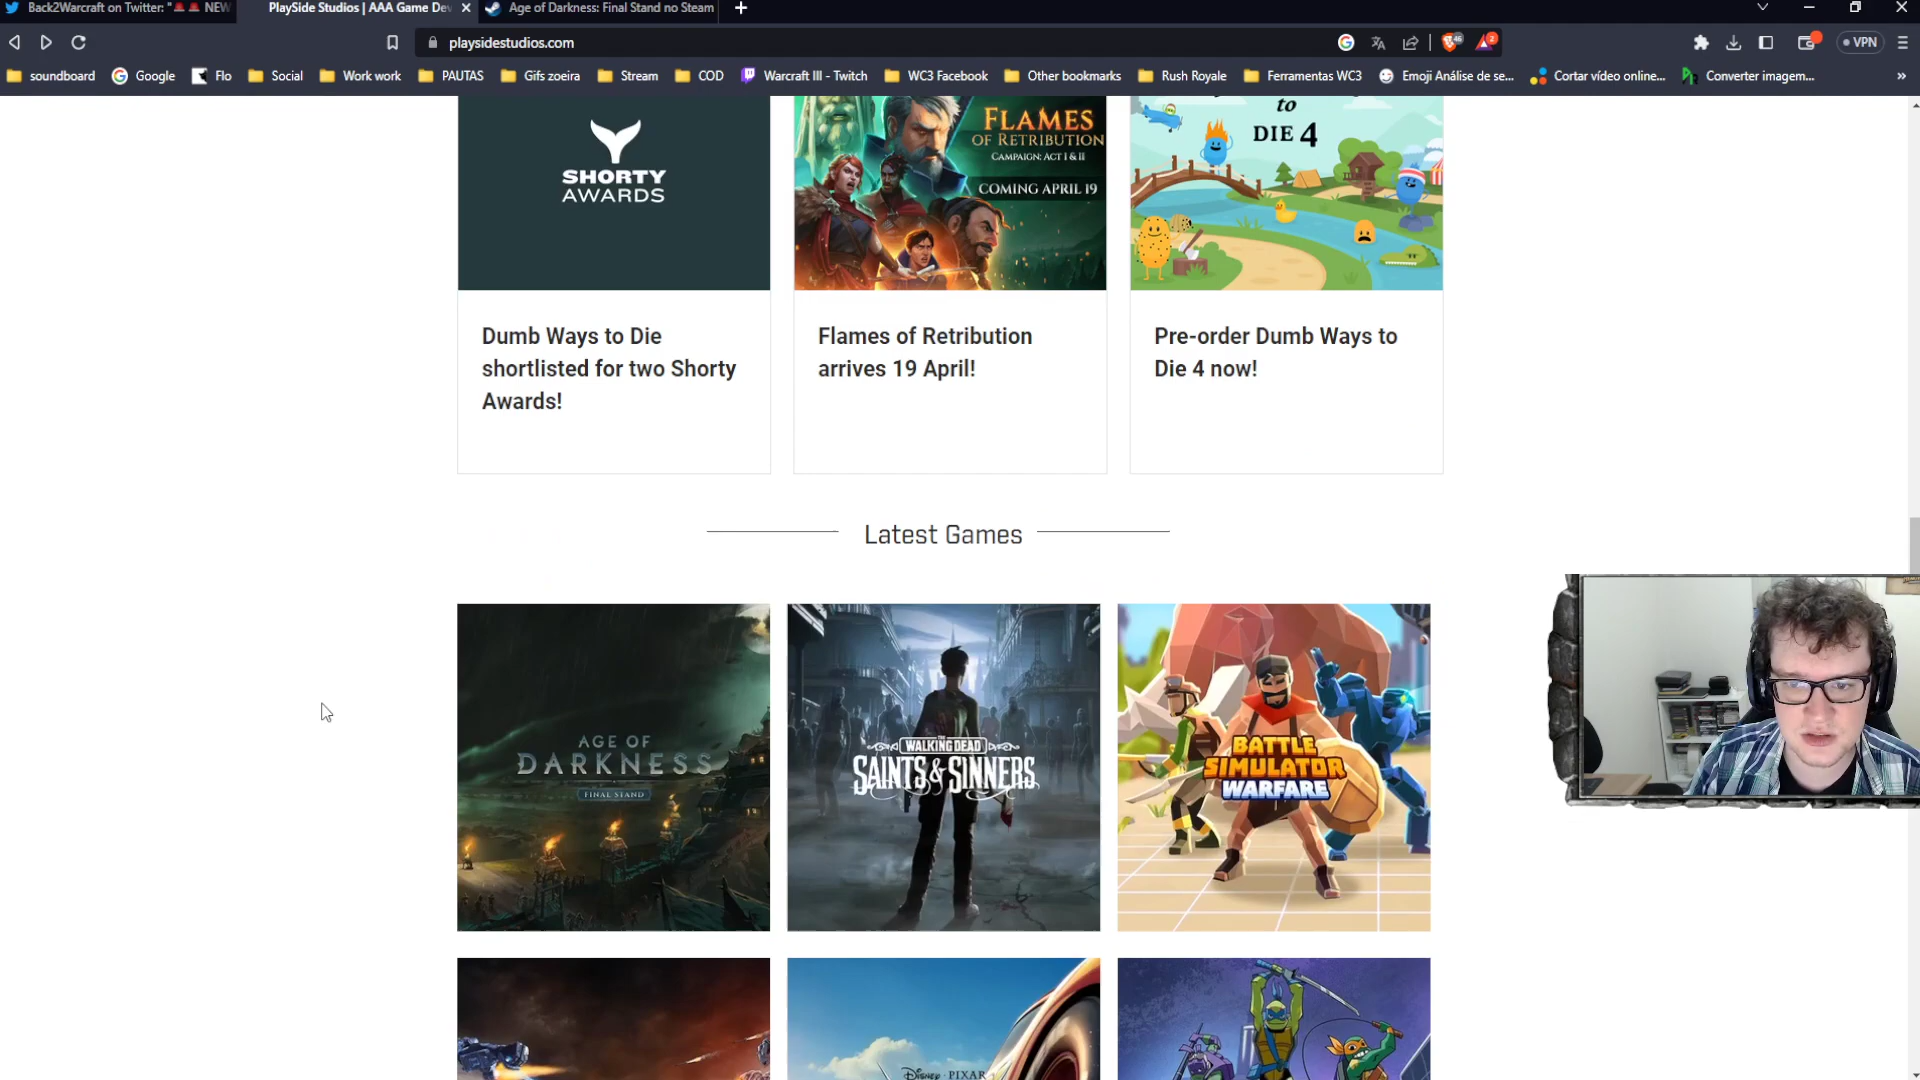 Back2Warcraft on Twitter: "🚨🚨 NEW
PlaySide Studios | AAA Game Dev
Age of Darkness: Final Stand no Steam
playsidestudios.com
46
2
VPN
soundboard
Google
Flo
Social
Work work
PAUTAS
Gifs zoeira
Stream
COD
Warcraft III - Twitch
WC3 Facebook
Other bookmarks
Rush Royale
Ferramentas WC3
Emoji Análise de se...
Cortar vídeo online...
Converter imagem...
»
SHORTY
AWARDS
FLAMES
OF RETRIBUTION
CAMPAIGN: ACT I & II
COMING APRIL 19
to
DIE 4
Dumb Ways to Die
shortlisted for two Shorty
Awards!
Flames of Retribution
arrives 19 April!
Pre-order Dumb Ways to
Die 4 now!
Latest Games
AGE OF
DARKNESS
FINAL STAND
THE
WALKING DEAD
SAINTS & SINNERS
BATTLE
SIMULATOR
WARFARE
DISNEY · PIXAR